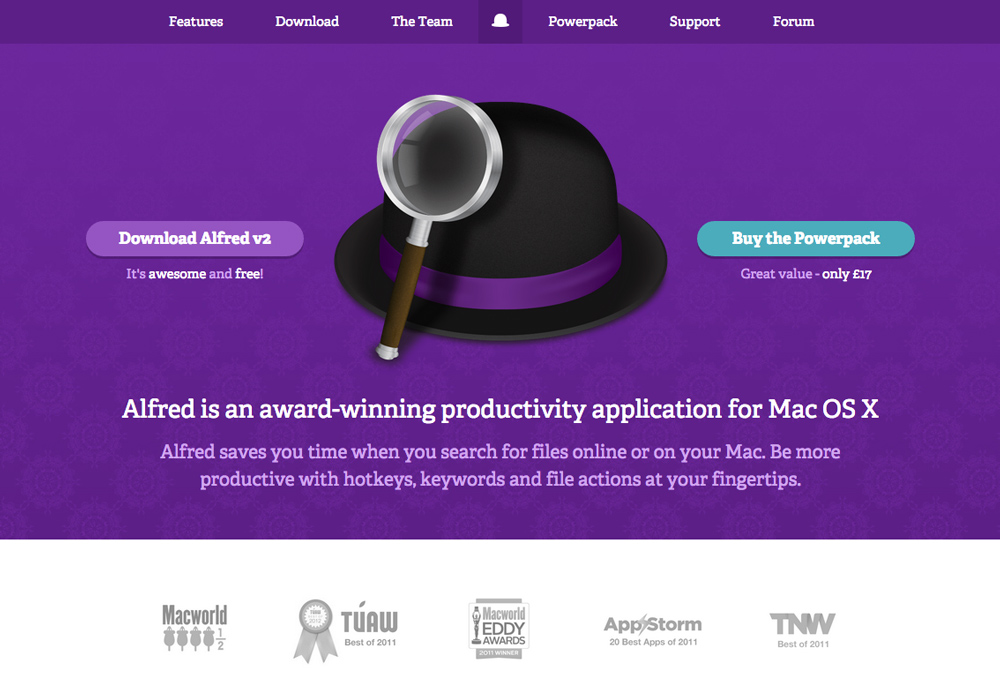 Features Download The Team Powerpack Support Forum
Download Alfred v2
It's awesome and free!
Buy the Powerpack
Great value - only £17
Alfred is an award-winning productivity application for Mac OS X
Alfred saves you time when you search for files online or on your Mac. Be more
productive with hotkeys, keywords and file actions at your fingertips.
Macworld
1/2
TÚAW
Best of 2011
Macworld
EDDY
AWARDS
2011 WINNER
AppStorm
20 Best Apps of 2011
TNW
Best of 2011